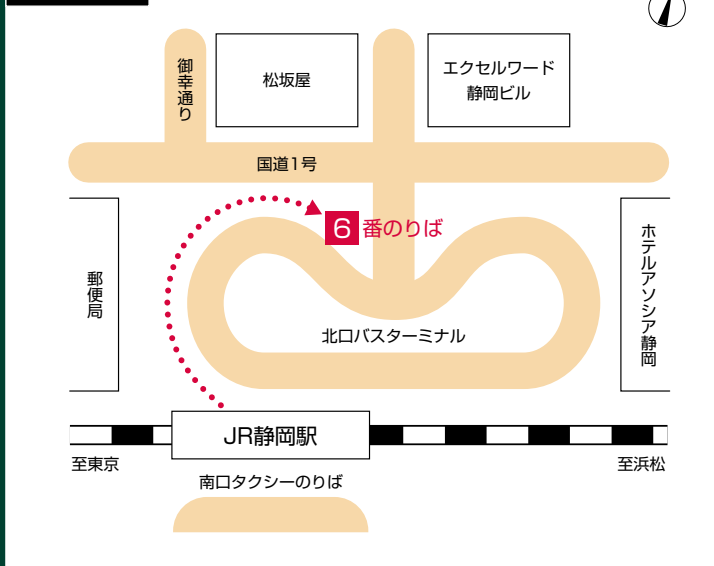 御幸通り
松坂屋
エクセルワード
静岡ビル
国道1号
6番のりば
郵便局
ホテルアソシア静岡
北口バスターミナル
JR静岡駅
至東京
至浜松
南口タクシーのりば